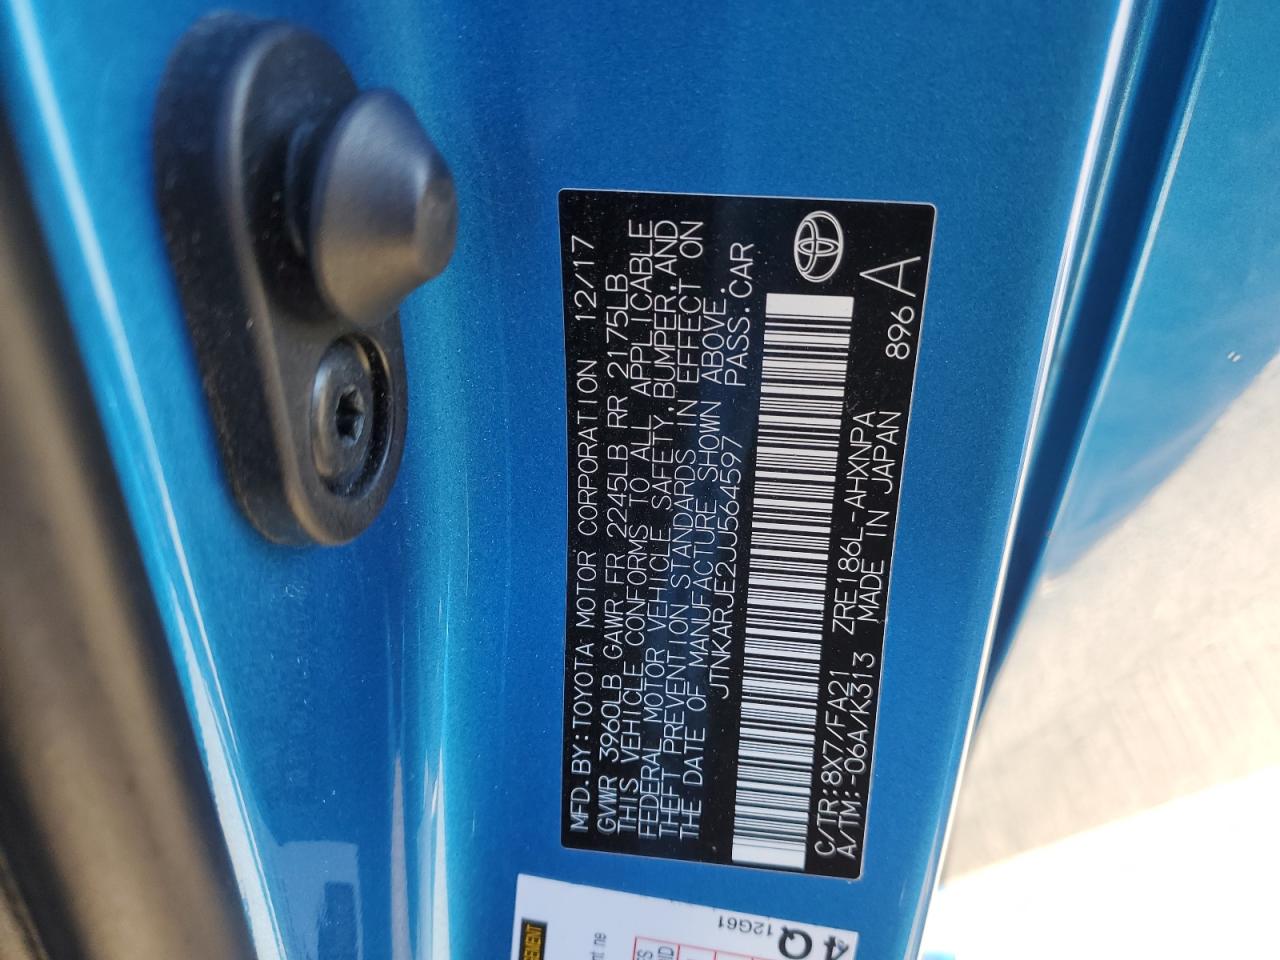 MFD. BY: TOYOTA MOTOR CORPORATION 12/17
GVWR 3960LB GAWR FR 2245LB RR 2175LB
THIS VEHICLE CONFORMS TO ALL APPLICABLE
FEDERAL MOTOR VEHICLE SAFETY, BUMPER, AND
THEFT PREVENTION STANDARDS IN EFFECT ON
THE DATE OF MANUFACTURE SHOWN ABOVE.
JTNKARJE2JJ564597 PASS. CAR
C/TR: 8X7/FA21 ZRE186L-AHXNPA 896A
A/TM: -06A/K313 MADE IN JAPAN
4Q
12G61